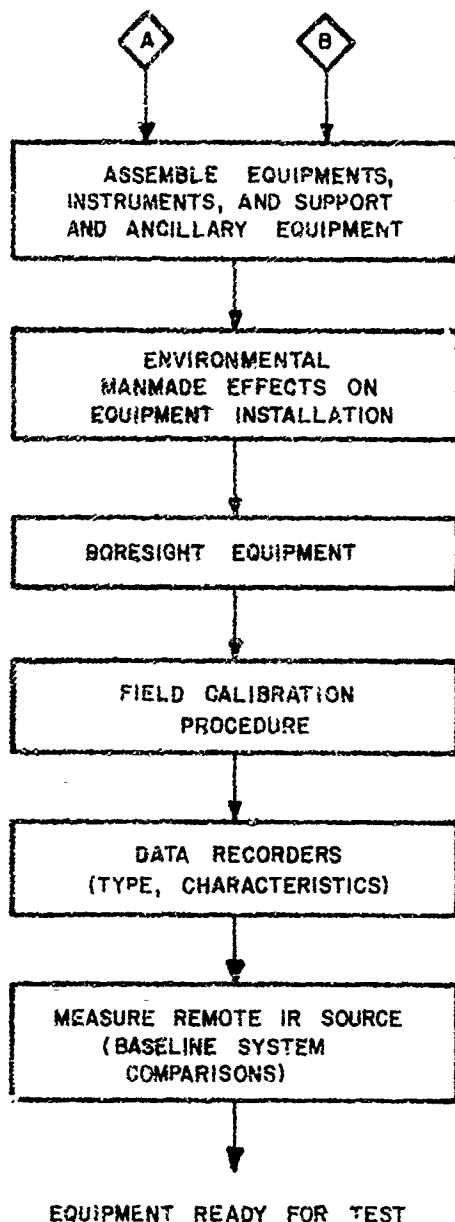 A
B
ASSEMBLE EQUIPMENTS,
INSTRUMENTS, AND SUPPORT
AND ANCILLARY EQUIPMENT
ENVIRONMENTAL
MANMADE EFFECTS ON
EQUIPMENT INSTALLATION
BORESIGHT EQUIPMENT
FIELD CALIBRATION
PROCEDURE
DATA RECORDERS
(TYPE, CHARACTERISTICS)
MEASURE REMOTE IR SOURCE
(BASELINE SYSTEM
COMPARISONS)
EQUIPMENT READY FOR TEST